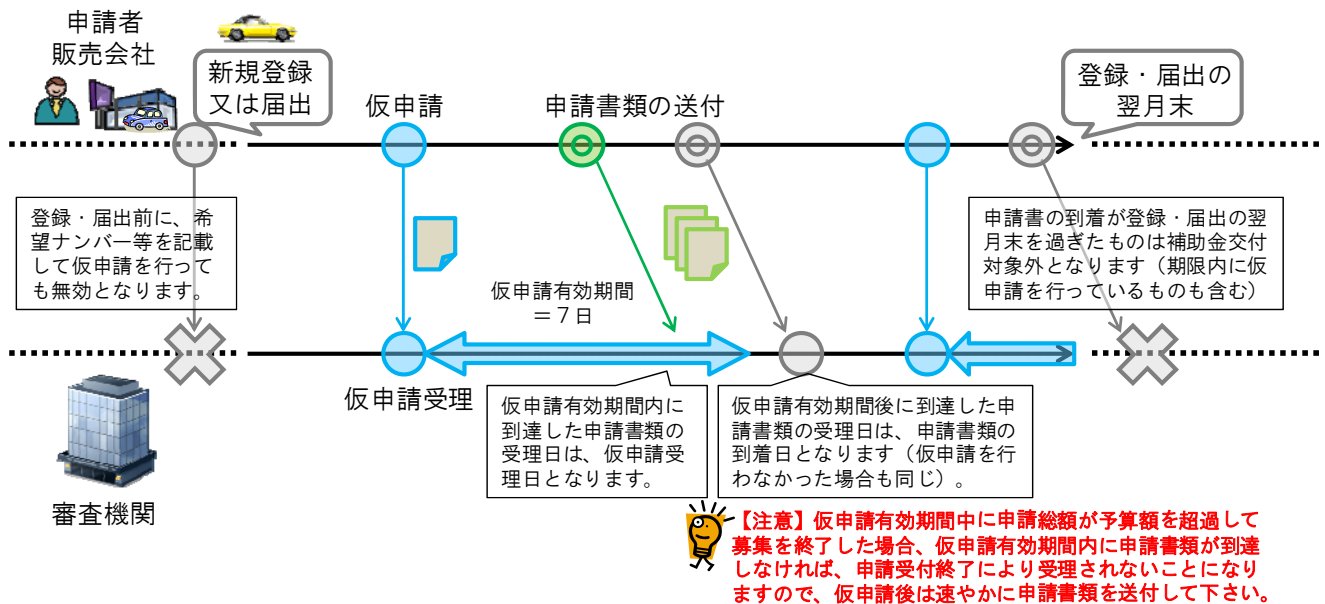 申請者
販売会社
新規登録
又は届出
仮申請
申請書類の送付
登録・届出の
翌月末
登録・届出前に、希
望ナンバー等を記載
して仮申請を行って
も無効となります。
仮申請有効期間
＝７日
申請書の到着が登録・届出の翌
月末を過ぎたものは補助金交付
対象外となります（期限内に仮
申請を行っているものも含む）
仮申請受理
仮申請有効期間内に
到達した申請書類の
受理日は、仮申請受
理日となります。
仮申請有効期間後に到達した申
請書類の受理日は、申請書類の
到着日となります（仮申請を行
わなかった場合も同じ）。
審査機関
【注意】仮申請有効期間中に申請総額が予算額を超過して
募集を終了した場合、仮申請有効期間内に申請書類が到達
しなければ、申請受付終了により受理されないことになり
ますので、仮申請後は速やかに申請書類を送付して下さい。